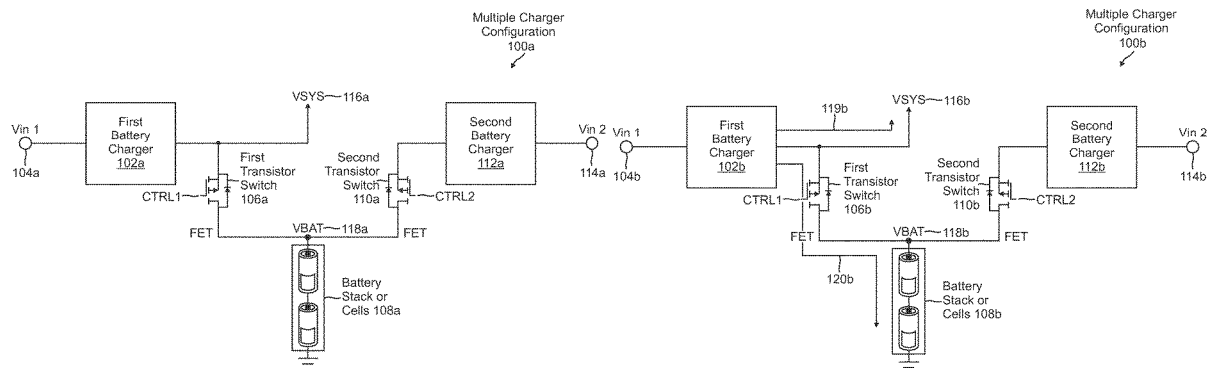 Multiple Charger
Configuration
100a
VSYS 116a
First
Battery
Charger
102a
Second
Battery
Charger
112a
Vin 1
104a
Vin 2
114a
First
Transistor
Switch
106a
Second
Transistor
Switch
110a
CTRL1
CTRL2
FET
VBAT 118a
FET
Battery
Stack or
Cells 108a
Multiple Charger
Configuration
100b
119b
VSYS 116b
First
Battery
Charger
102b
Second
Battery
Charger
112b
Vin 1
104b
Vin 2
114b
First
Transistor
Switch
106b
Second
Transistor
Switch
110b
CTRL1
CTRL2
FET
VBAT 118b
FET
120b
Battery
Stack or
Cells 108b